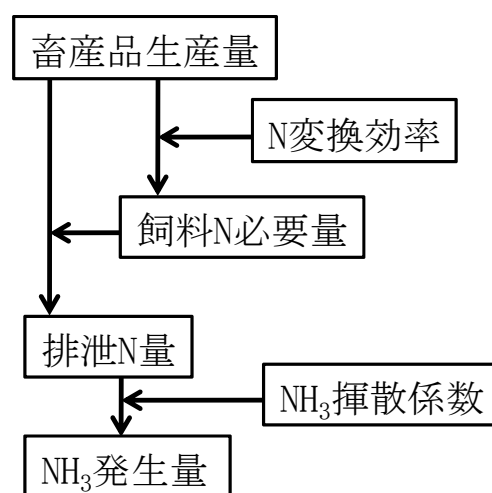 畜産品生産量
N変換効率
飼料N必要量
排泄N量
NH₃揮散係数
NH₃発生量